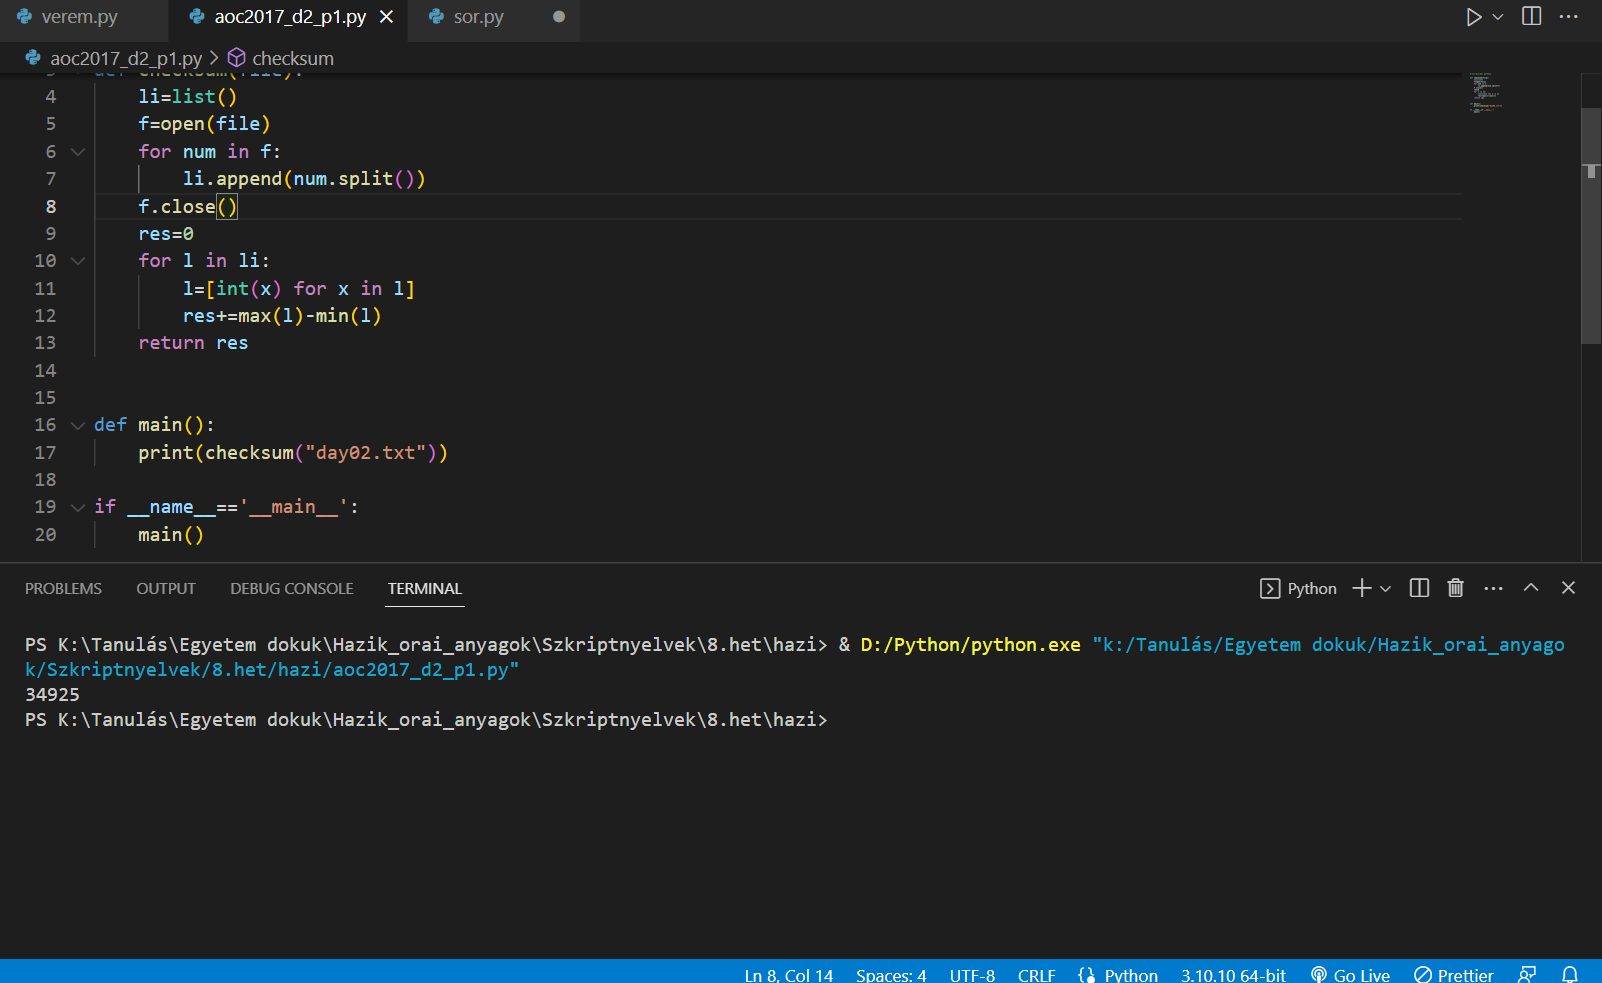 verem.py aoc2017_d2_p1.py sor.py
aoc2017_d2_p1.py > checksum
3 def checksum(file):
4 li=list()
5 f=open(file)
6 for num in f:
7 li.append(num.split())
8 f.close()
9 res=0
10 for l in li:
11 l=[int(x) for x in l]
12 res+=max(l)-min(l)
13 return res
14
15
16 def main():
17 print(checksum("day02.txt"))
18
19 if __name__=='__main__':
20 main()
PROBLEMS OUTPUT DEBUG CONSOLE TERMINAL Python
PS K:\Tanulás\Egyetem dokuk\Hazik_orai_anyagok\Szkriptnyelvek\8.het\hazi> & D:/Python/python.exe "k:/Tanulás/Egyetem dokuk/Hazik_orai_anyago
k/Szkriptnyelvek/8.het/hazi/aoc2017_d2_p1.py"
34925
PS K:\Tanulás\Egyetem dokuk\Hazik_orai_anyagok\Szkriptnyelvek\8.het\hazi>
Ln 8, Col 14 Spaces: 4 UTF-8 CRLF Python 3.10.10 64-bit Go Live Prettier